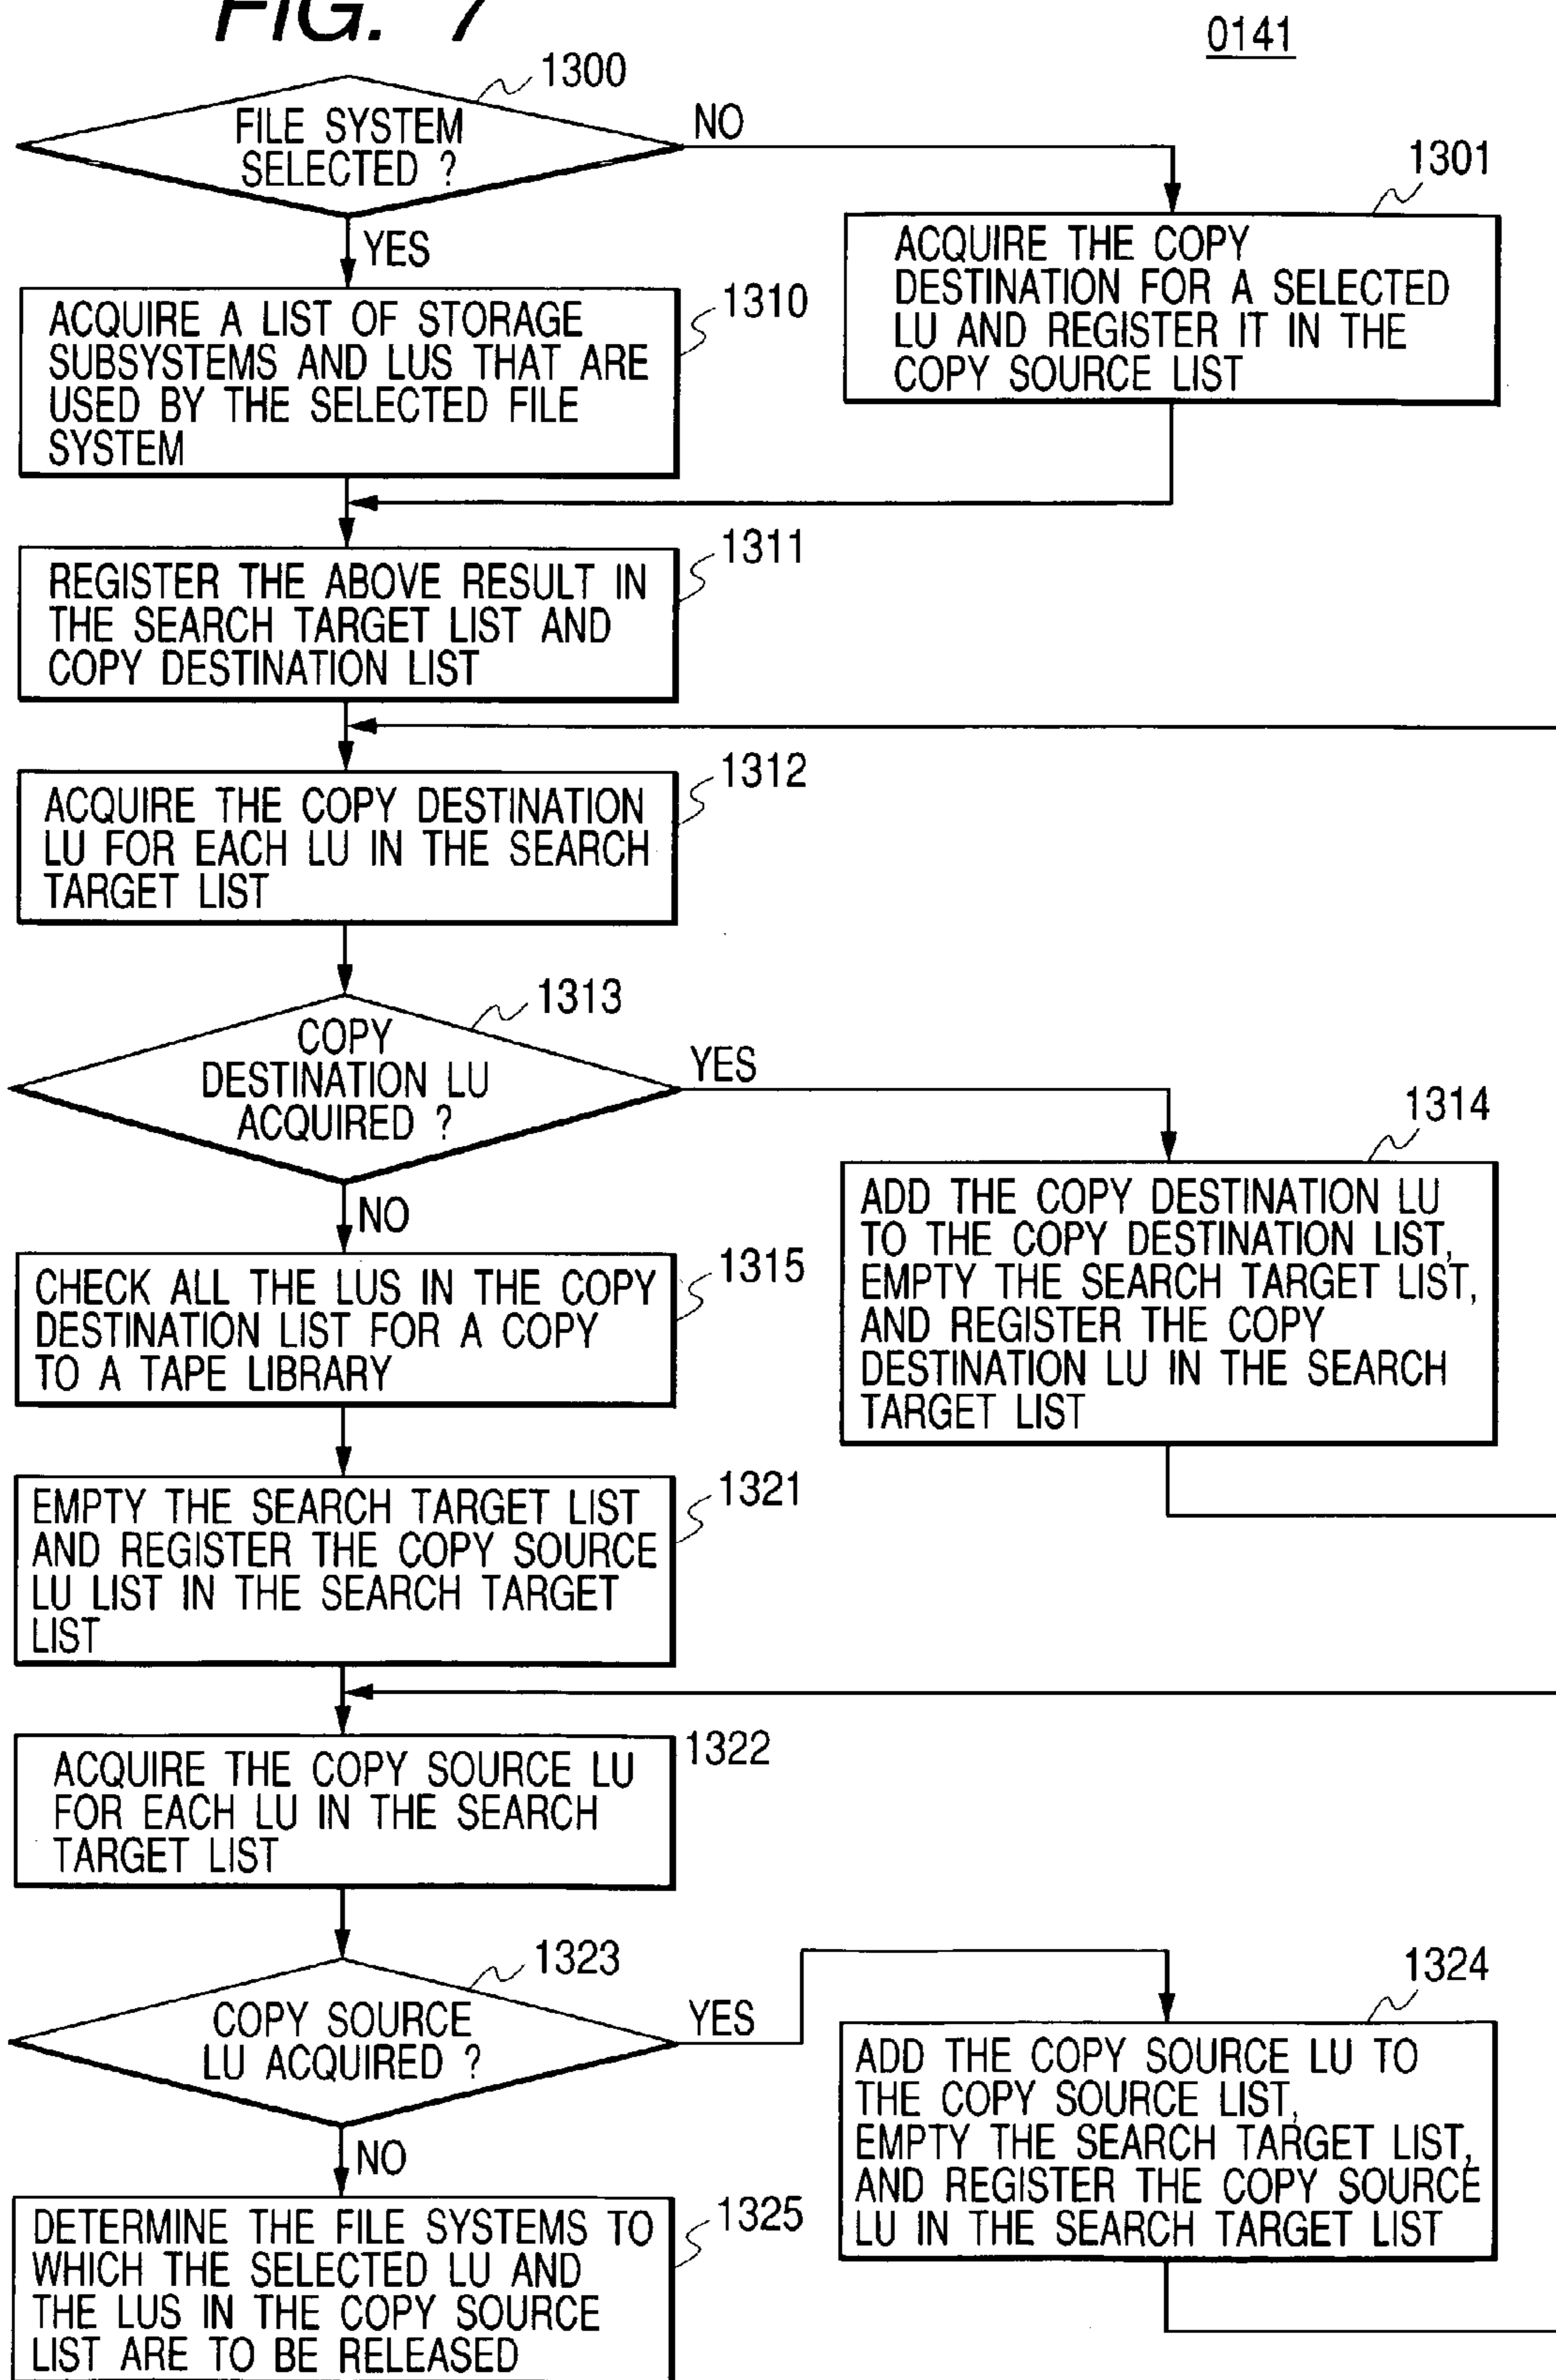 FIG. 7
0141
1300
FILE SYSTEM
SELECTED ?
NO
YES
1301
ACQUIRE THE COPY
DESTINATION FOR A SELECTED
LU AND REGISTER IT IN THE
COPY SOURCE LIST
1310
ACQUIRE A LIST OF STORAGE
SUBSYSTEMS AND LUS THAT ARE
USED BY THE SELECTED FILE
SYSTEM
1311
REGISTER THE ABOVE RESULT IN
THE SEARCH TARGET LIST AND
COPY DESTINATION LIST
1312
ACQUIRE THE COPY DESTINATION
LU FOR EACH LU IN THE SEARCH
TARGET LIST
1313
COPY
DESTINATION LU
ACQUIRED ?
YES
NO
1314
ADD THE COPY DESTINATION LU
TO THE COPY DESTINATION LIST,
EMPTY THE SEARCH TARGET LIST,
AND REGISTER THE COPY
DESTINATION LU IN THE SEARCH
TARGET LIST
1315
CHECK ALL THE LUS IN THE COPY
DESTINATION LIST FOR A COPY
TO A TAPE LIBRARY
1321
EMPTY THE SEARCH TARGET LIST
AND REGISTER THE COPY SOURCE
LU LIST IN THE SEARCH TARGET
LIST
1322
ACQUIRE THE COPY SOURCE LU
FOR EACH LU IN THE SEARCH
TARGET LIST
1323
COPY SOURCE
LU ACQUIRED ?
YES
NO
1324
ADD THE COPY SOURCE LU TO
THE COPY SOURCE LIST,
EMPTY THE SEARCH TARGET LIST,
AND REGISTER THE COPY SOURCE
LU IN THE SEARCH TARGET LIST
1325
DETERMINE THE FILE SYSTEMS TO
WHICH THE SELECTED LU AND
THE LUS IN THE COPY SOURCE
LIST ARE TO BE RELEASED